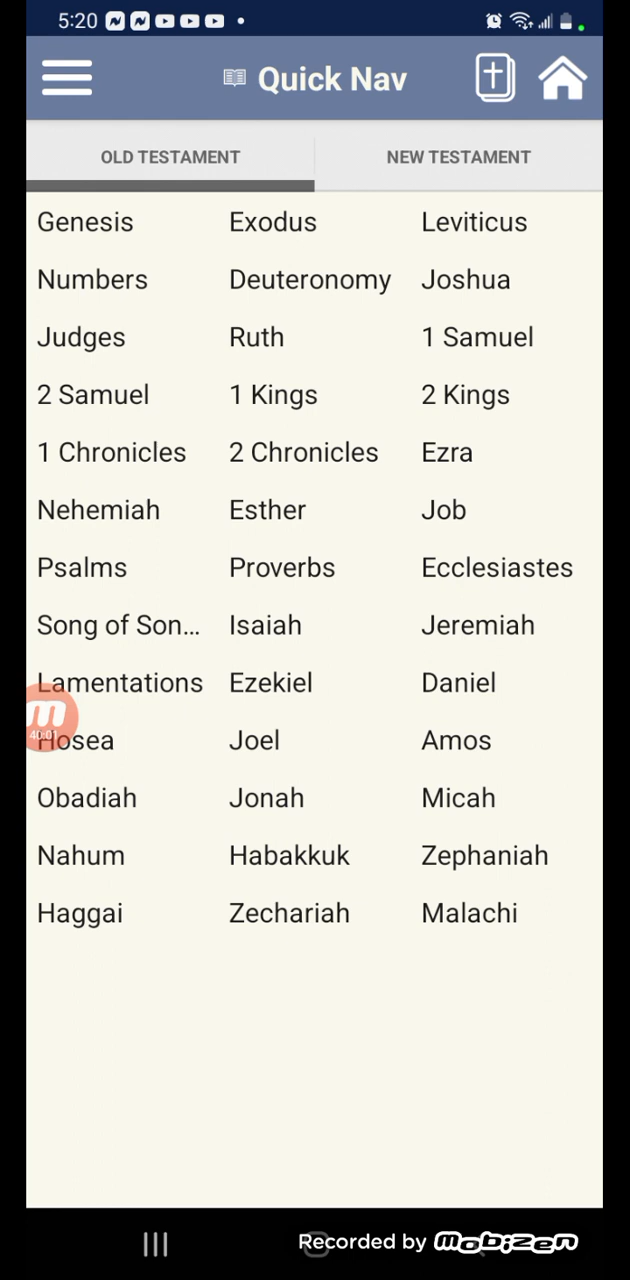 5:20
Quick Nav
OLD TESTAMENT NEW TESTAMENT
Genesis Exodus Leviticus
Numbers Deuteronomy Joshua
Judges Ruth 1 Samuel
2 Samuel 1 Kings 2 Kings
1 Chronicles 2 Chronicles Ezra
Nehemiah Esther Job
Psalms Proverbs Ecclesiastes
Song of Son... Isaiah Jeremiah
Lamentations Ezekiel Daniel
40:01
Hosea Joel Amos
Obadiah Jonah Micah
Nahum Habakkuk Zephaniah
Haggai Zechariah Malachi
Recorded by mobizen